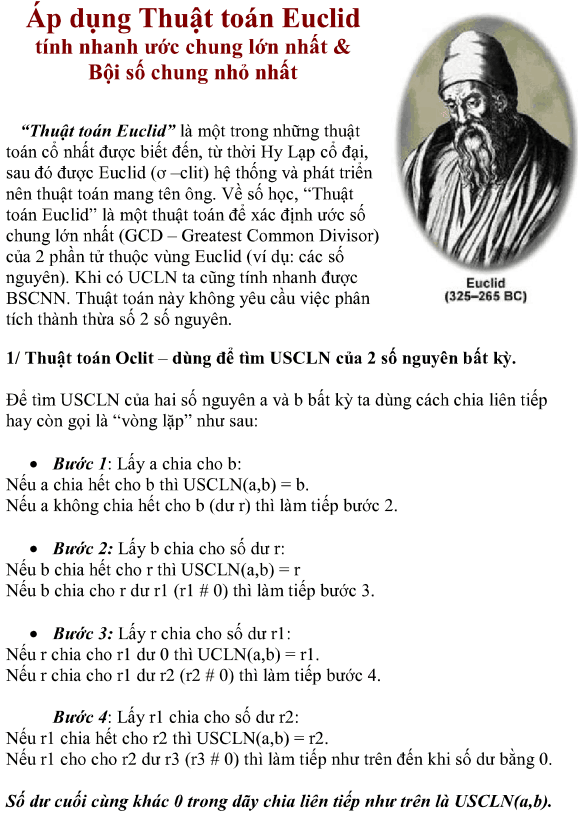 Áp dụng Thuật toán Euclid
tính nhanh ước chung lớn nhất &
Bội số chung nhỏ nhất
“Thuật toán Euclid” là một trong những thuật
toán cổ nhất được biết đến, từ thời Hy Lạp cổ đại,
sau đó được Euclid (ơ –clit) hệ thống và phát triển
nên thuật toán mang tên ông. Về số học, “Thuật
toán Euclid” là một thuật toán để xác định ước số
chung lớn nhất (GCD – Greatest Common Divisor)
của 2 phần tử thuộc vùng Euclid (ví dụ: các số
nguyên). Khi có UCLN ta cũng tính nhanh được
BSCNN. Thuật toán này không yêu cầu việc phân
tích thành thừa số 2 số nguyên.
Euclid
(325–265 BC)
1/ Thuật toán Oclit – dùng để tìm USCLN của 2 số nguyên bất kỳ.
Để tìm USCLN của hai số nguyên a và b bất kỳ ta dùng cách chia liên tiếp
hay còn gọi là “vòng lặp” như sau:
• Bước 1: Lấy a chia cho b:
Nếu a chia hết cho b thì USCLN(a,b) = b.
Nếu a không chia hết cho b (dư r) thì làm tiếp bước 2.
• Bước 2: Lấy b chia cho số dư r:
Nếu b chia hết cho r thì USCLN(a,b) = r
Nếu b chia cho r dư r1 (r1 # 0) thì làm tiếp bước 3.
• Bước 3: Lấy r chia cho số dư r1:
Nếu r chia cho r1 dư 0 thì UCLN(a,b) = r1.
Nếu r chia cho r1 dư r2 (r2 # 0) thì làm tiếp bước 4.
Bước 4: Lấy r1 chia cho số dư r2:
Nếu r1 chia hết cho r2 thì USCLN(a,b) = r2.
Nếu r1 cho cho r2 dư r3 (r3 # 0) thì làm tiếp như trên đến khi số dư bằng 0.
Số dư cuối cùng khác 0 trong dãy chia liên tiếp như trên là USCLN(a,b).